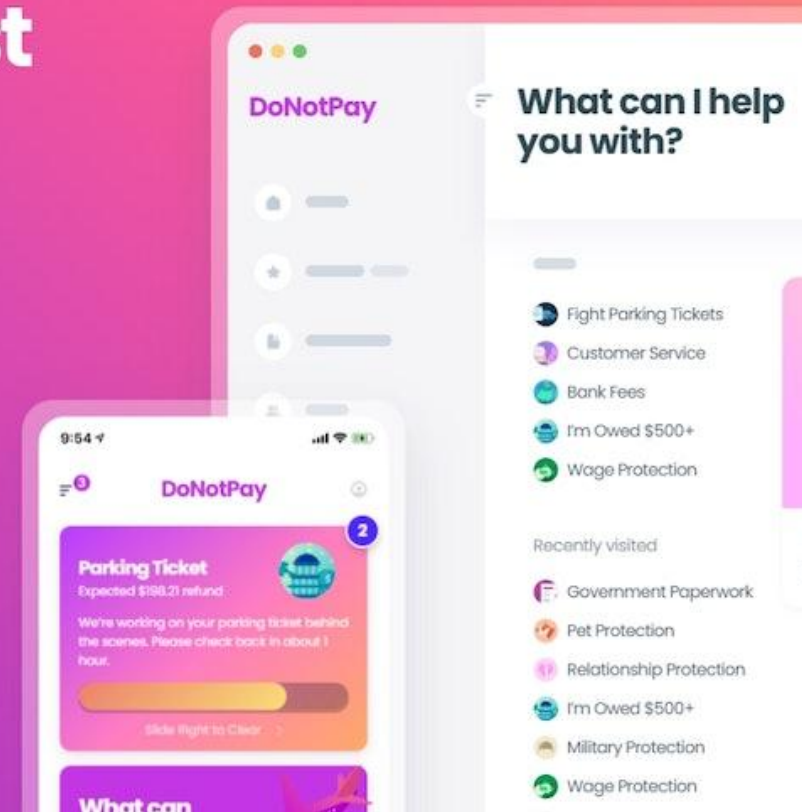 st
DoNotPay
What can I help
you with?
Fight Parking Tickets
Customer Service
Bank Fees
I'm Owed $500+
Wage Protection
Recently visited
Government Paperwork
Pet Protection
Relationship Protection
I'm Owed $500+
Military Protection
Wage Protection
9:54
3
DoNotPay
2
Parking Ticket
Expected $198.21 refund
We're working on your parking ticket behind
the scenes. Please check back in about 1
hour.
Slide Right to Clear
What can